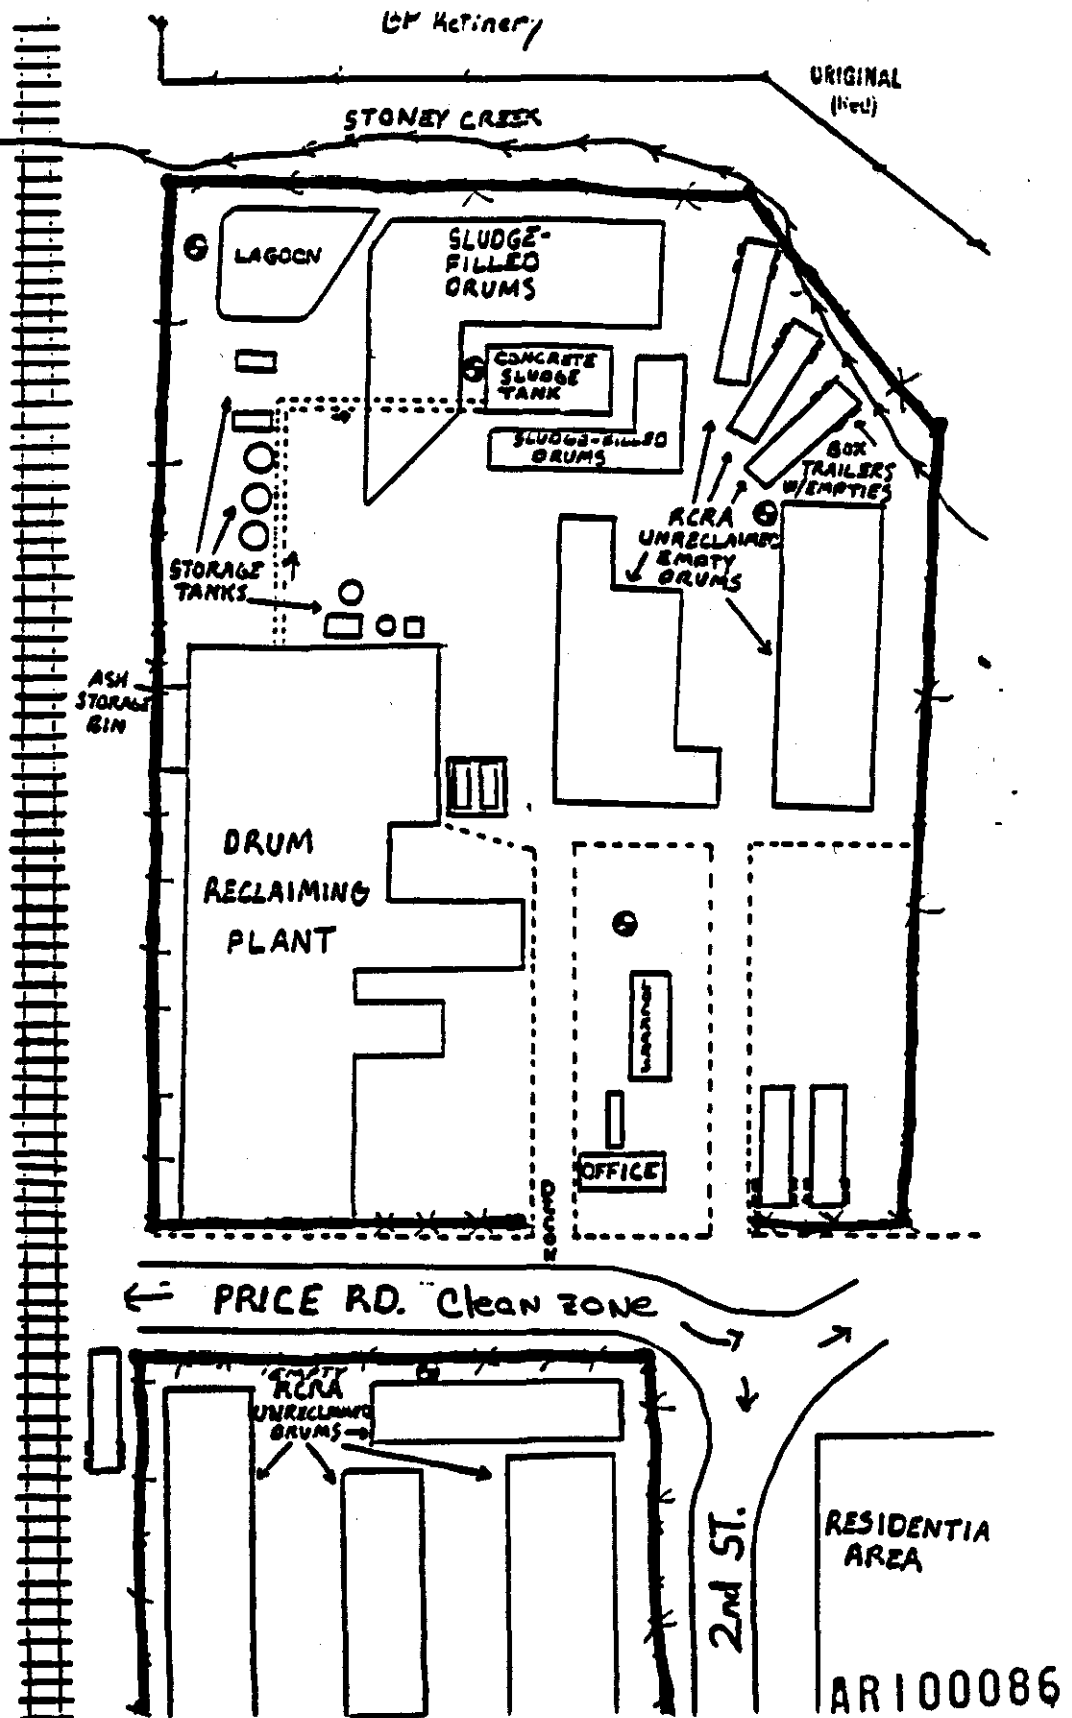 Refinery
ORIGINAL
(Red)
STONEY CREEK
LAGOON
SLUDGE-
FILLED
DRUMS
CONCRETE
SLUDGE
TANK
SLUDGE-FILLED
DRUMS
BOX
TRAILERS
W/EMPTIES
RCRA
UNRECLAIMED
EMPTY
DRUMS
STORAGE
TANKS
ASH
STORAGE
BIN
DRUM
RECLAIMING
PLANT
OFFICE
PRICE RD. Clean ZONE
EMPTY
RCRA
UNRECLAIMED
DRUMS
2nd ST.
RESIDENTIA
AREA
AR100086